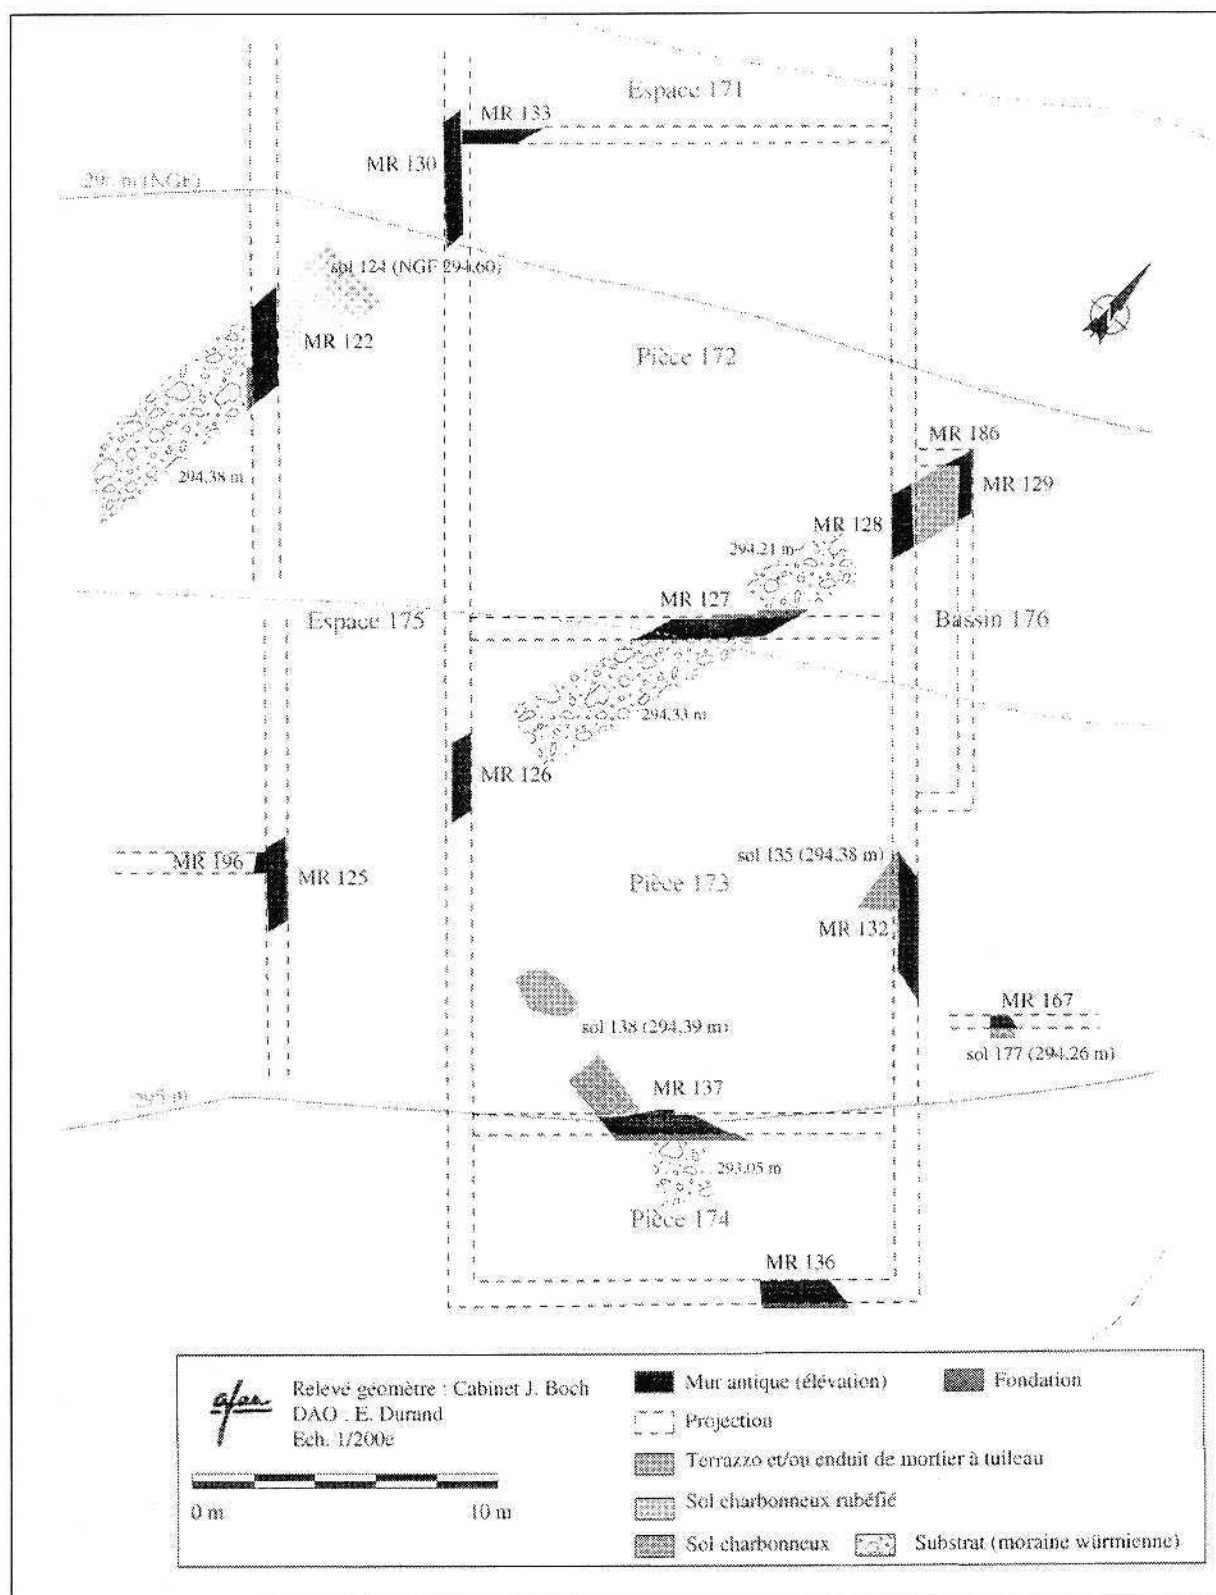 Espace 171
MR 133
MR 130
m (NGF)
sol 124 (NGF 294.60)
MR 122
Pièce 172
294.38 m
MR 186
MR 129
MR 128
294.21 m
MR 127
Espace 175
Bassin 176
294.33 m
MR 126
MR 196
MR 125
sol 135 (294.38 m)
Pièce 173
MR 132
MR 167
sol 138 (294.39 m)
sol 177 (294.26 m)
MR 137
293.05 m
Pièce 174
MR 136
afan
Relevé géomètre : Cabinet J. Boch
DAO . E. Durand
Ech. 1/200e
0 m
10 m
Mur antique (élévation)
Fondation
Projection
Terrazzo et/ou enduit de mortier à tuileau
Sol charbonneux rubéfié
Sol charbonneux
Substrat (moraine würmienne)